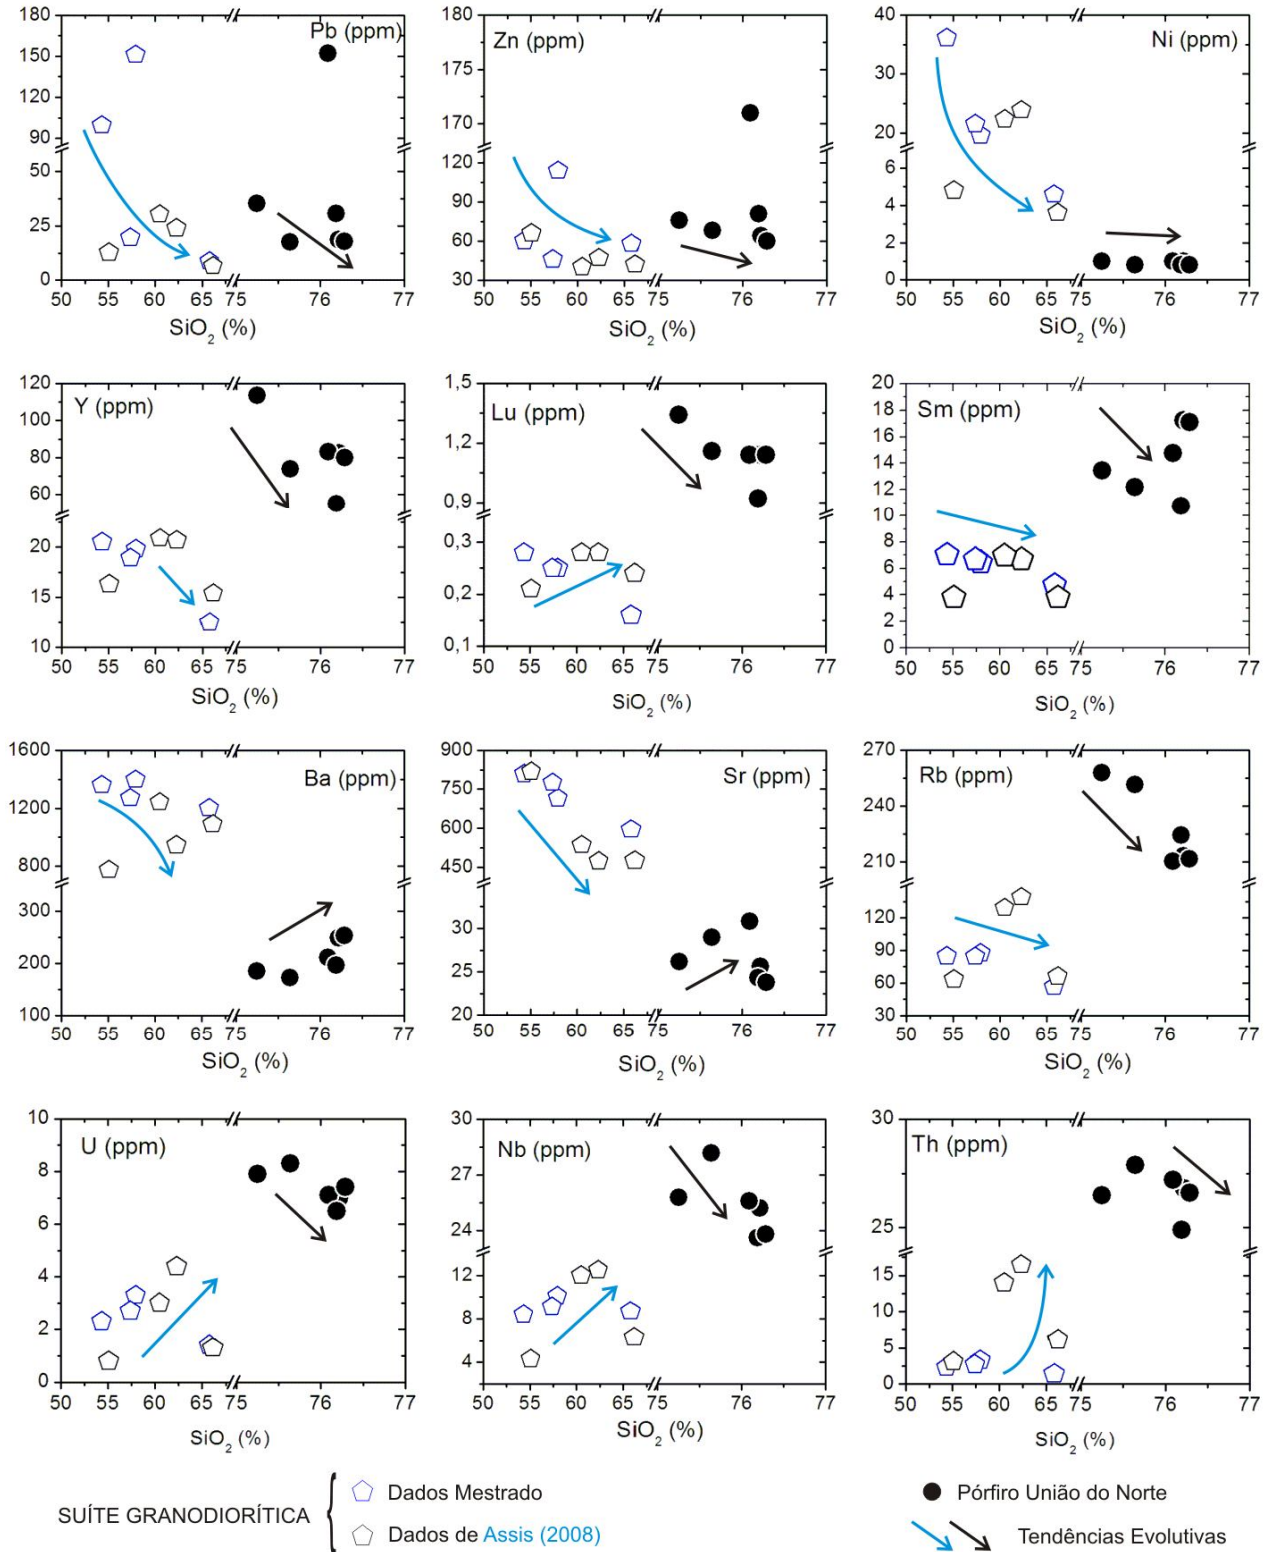 Pb (ppm)
180
150
120
90
50
25
0
50 55 60 65 75 76 77
SiO2 (%)
Zn (ppm)
180
175
170
120
90
60
30
50 55 60 65 75 76 77
SiO2 (%)
Ni (ppm)
40
30
20
6
4
2
0
50 55 60 65 75 76 77
SiO2 (%)
Y (ppm)
120
100
80
60
20
15
10
50 55 60 65 75 76 77
SiO2 (%)
Lu (ppm)
1,5
1,2
0,9
0,3
0,2
0,1
50 55 60 65 75 76 77
SiO2 (%)
Sm (ppm)
20
18
16
14
12
10
8
6
4
2
0
50 55 60 65 75 76 77
SiO2 (%)
Ba (ppm)
1600
1200
800
300
200
100
50 55 60 65 75 76 77
SiO2 (%)
Sr (ppm)
900
750
600
450
30
25
20
50 55 60 65 75 76 77
SiO2 (%)
Rb (ppm)
270
240
210
120
90
60
30
50 55 60 65 75 76 77
SiO2 (%)
U (ppm)
10
8
6
4
2
0
50 55 60 65 75 76 77
SiO2 (%)
Nb (ppm)
30
27
24
12
8
4
50 55 60 65 75 76 77
SiO2 (%)
Th (ppm)
30
25
15
10
5
0
50 55 60 65 75 76 77
SiO2 (%)
SUÍTE GRANODIORÍTICA
Dados Mestrado
Dados de Assis (2008)
Pórfiro União do Norte
Tendências Evolutivas